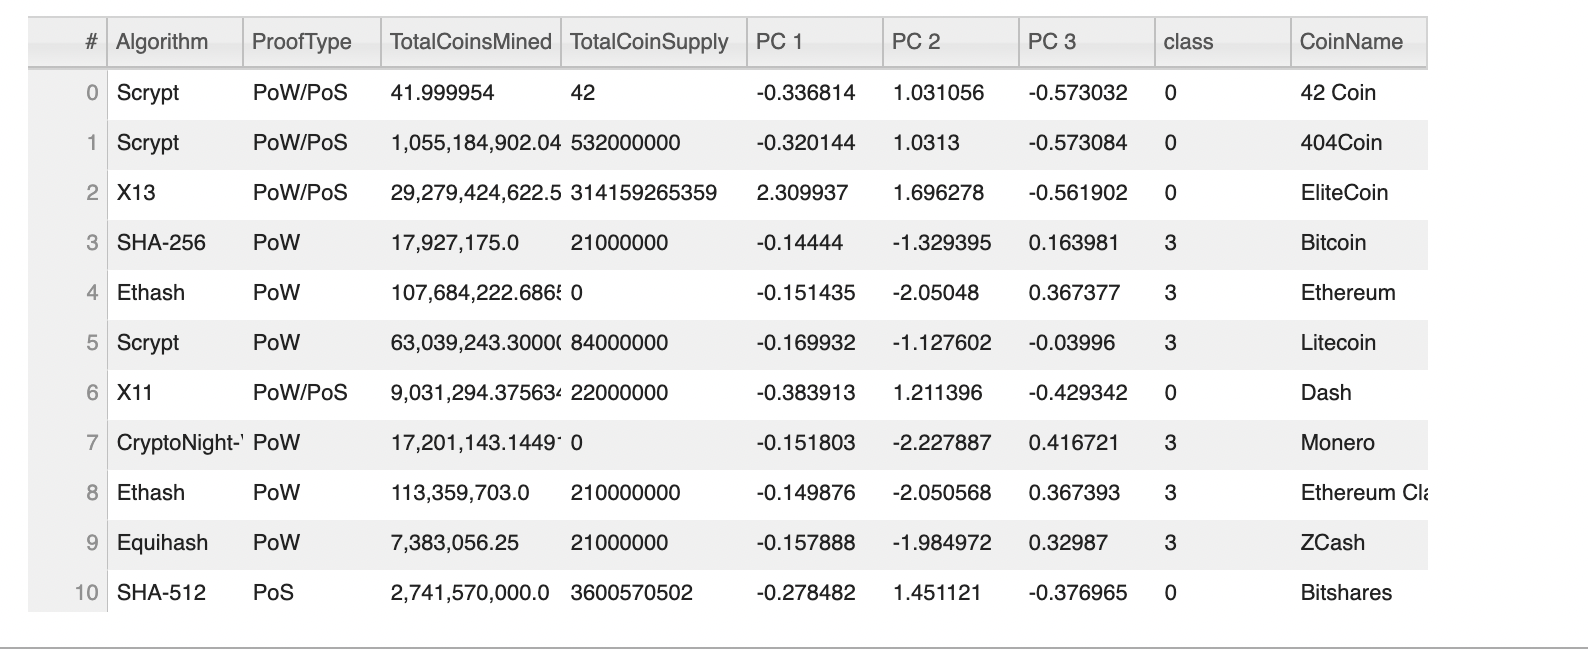 # Algorithm ProofType TotalCoinsMined TotalCoinSupply PC 1 PC 2 PC 3 class CoinName
0 Scrypt PoW/PoS 41.999954 42 -0.336814 1.031056 -0.573032 0 42 Coin
1 Scrypt PoW/PoS 1,055,184,902.04 532000000 -0.320144 1.0313 -0.573084 0 404Coin
2 X13 PoW/PoS 29,279,424,622.5 314159265359 2.309937 1.696278 -0.561902 0 EliteCoin
3 SHA-256 PoW 17,927,175.0 21000000 -0.14444 -1.329395 0.163981 3 Bitcoin
4 Ethash PoW 107,684,222.686 0 -0.151435 -2.05048 0.367377 3 Ethereum
5 Scrypt PoW 63,039,243.3000 84000000 -0.169932 -1.127602 -0.03996 3 Litecoin
6 X11 PoW/PoS 9,031,294.37563 22000000 -0.383913 1.211396 -0.429342 0 Dash
7 CryptoNight- PoW 17,201,143.1449 0 -0.151803 -2.227887 0.416721 3 Monero
8 Ethash PoW 113,359,703.0 210000000 -0.149876 -2.050568 0.367393 3 Ethereum Cla
9 Equihash PoW 7,383,056.25 21000000 -0.157888 -1.984972 0.32987 3 ZCash
10 SHA-512 PoS 2,741,570,000.0 3600570502 -0.278482 1.451121 -0.376965 0 Bitshares